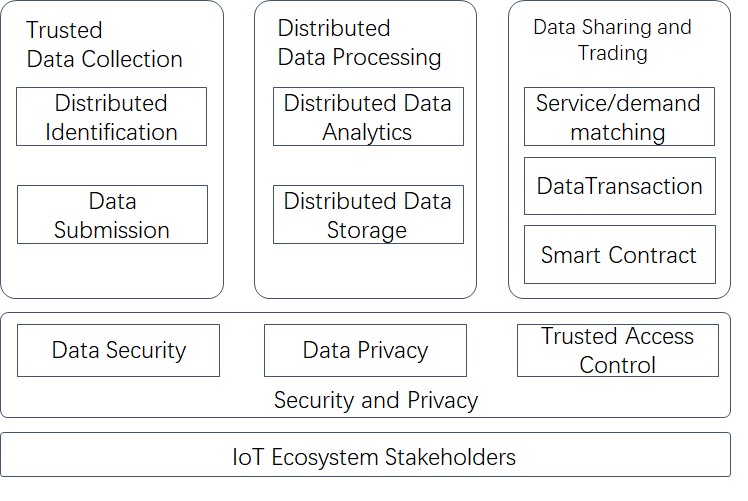 Trusted
Data Collection
Distributed
Identification
Data
Submission
Distributed
Data Processing
Distributed Data
Analytics
Distributed Data
Storage
Data Sharing and
Trading
Service/demand
matching
DataTransaction
Smart Contract
Data Security
Data Privacy
Trusted Access
Control
Security and Privacy
IoT Ecosystem Stakeholders